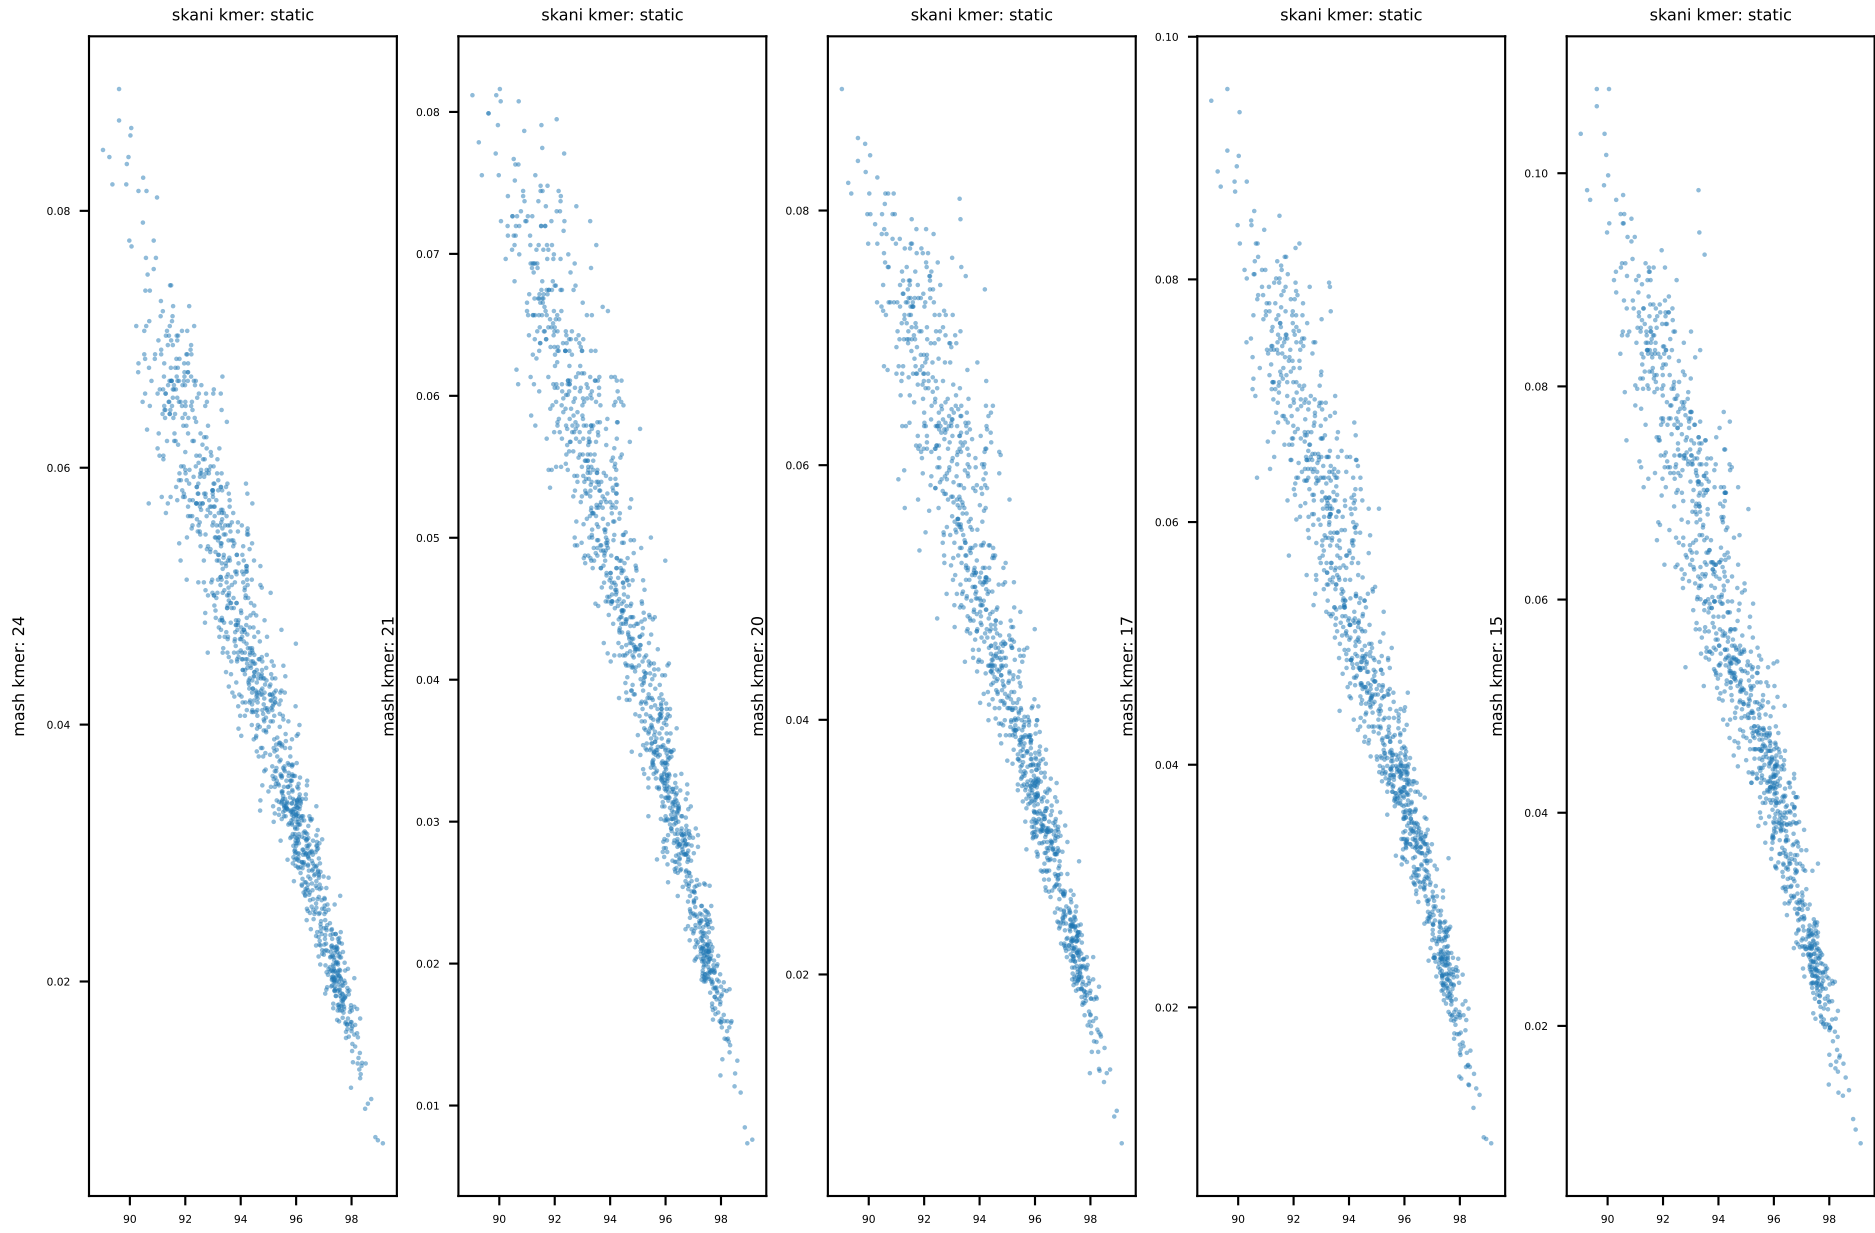 skani kmer: static
skani kmer: static
skani kmer: static
skani kmer: static
skani kmer: static
mash kmer: 24
0.08
0.06
0.04
0.02
90 92 94 96 98
mash kmer: 21
0.08
0.07
0.06
0.05
0.04
0.03
0.02
0.01
90 92 94 96 98
mash kmer: 20
0.08
0.06
0.04
0.02
90 92 94 96 98
mash kmer: 17
0.10
0.08
0.06
0.04
0.02
90 92 94 96 98
mash kmer: 15
0.10
0.08
0.06
0.04
0.02
90 92 94 96 98